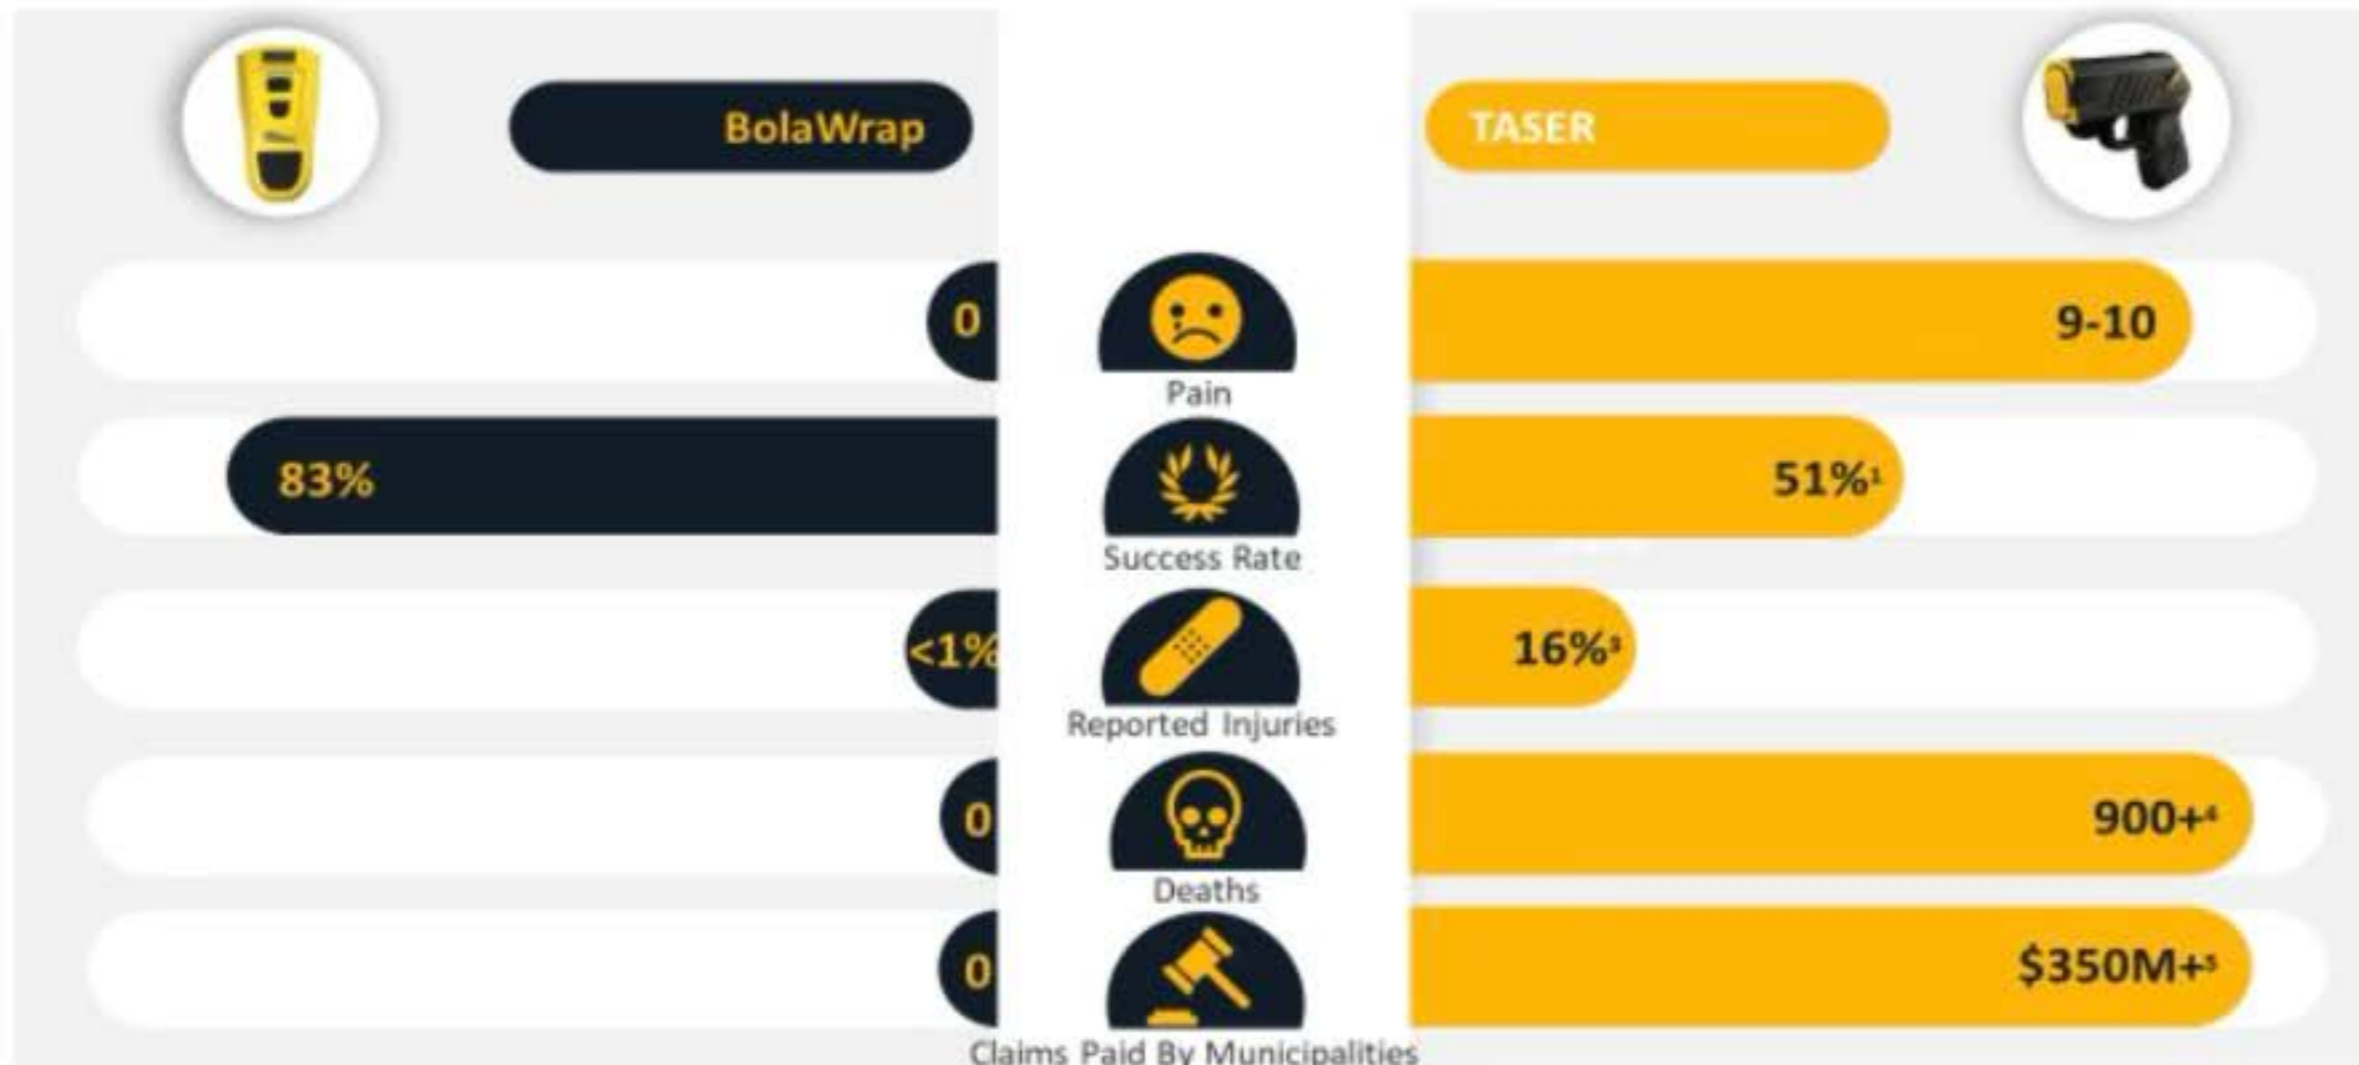 BolaWrap
TASER
0
Pain
9-10
83%
Success Rate
51%¹
<1%
Reported Injuries
16%³
0
Deaths
900+⁴
0
Claims Paid By Municipalities
$350M+⁵